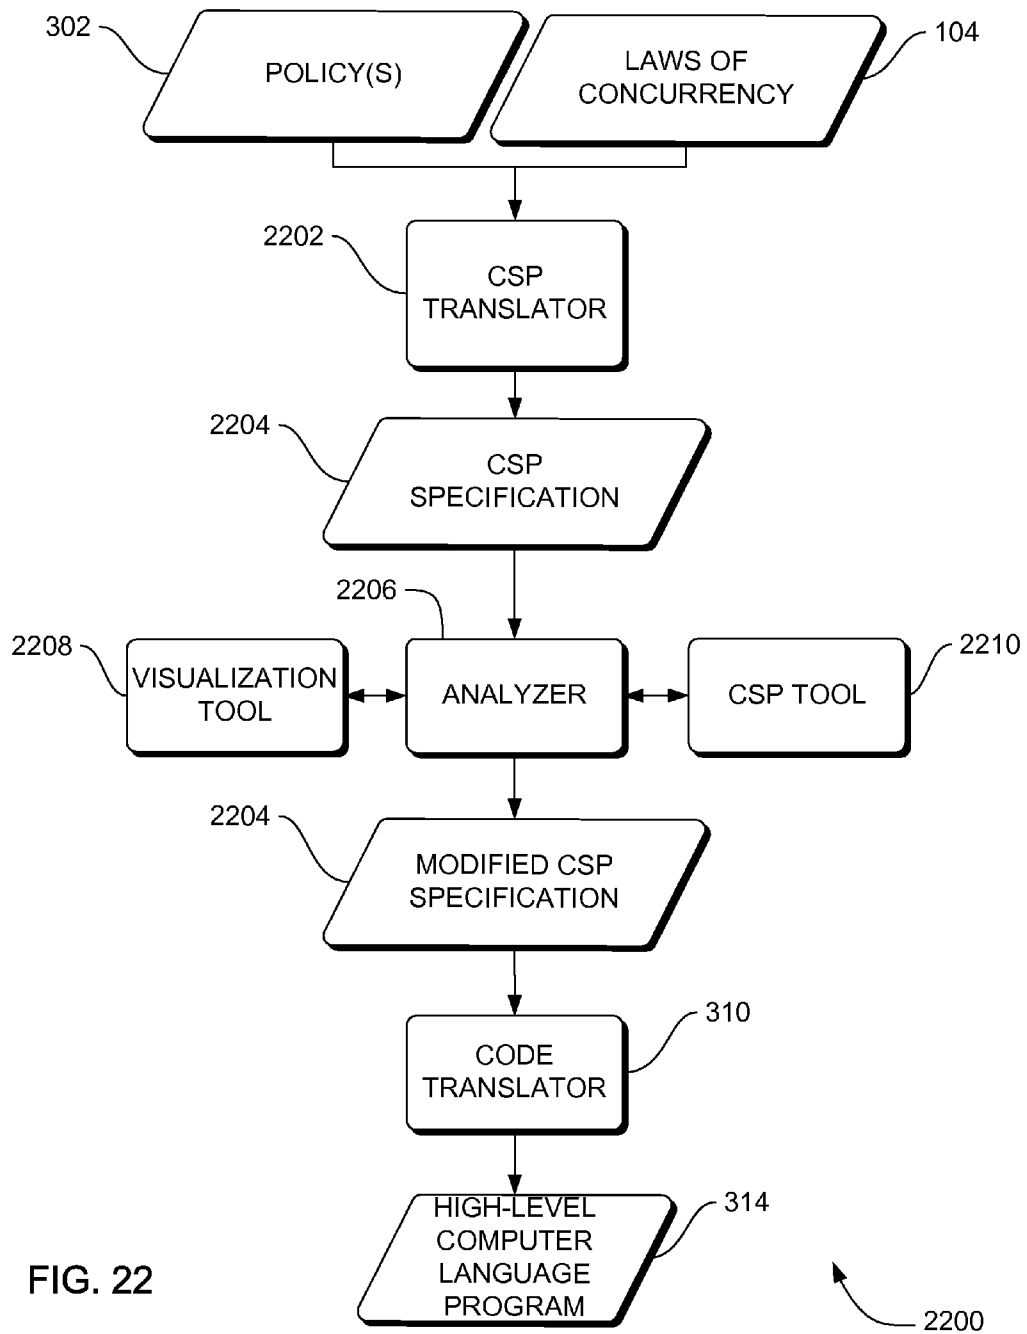 302
POLICY(S)
LAWS OF
CONCURRENCY
104
2202
CSP
TRANSLATOR
2204
CSP
SPECIFICATION
2206
2208
VISUALIZATION
TOOL
ANALYZER
CSP TOOL
2210
2204
MODIFIED CSP
SPECIFICATION
310
CODE
TRANSLATOR
314
HIGH-LEVEL
COMPUTER
LANGUAGE
PROGRAM
FIG. 22
2200